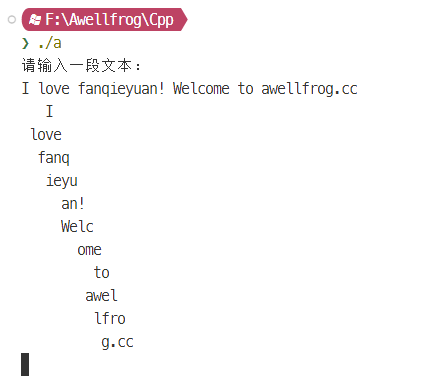 F:\Awellfrog\Cpp
❯ ./a
请输入一段文本:
I love fanqieyuan! Welcome to awellfrog.cc
I
love
fanq
ieyu
an!
Welc
ome
to
awel
lfro
g.cc